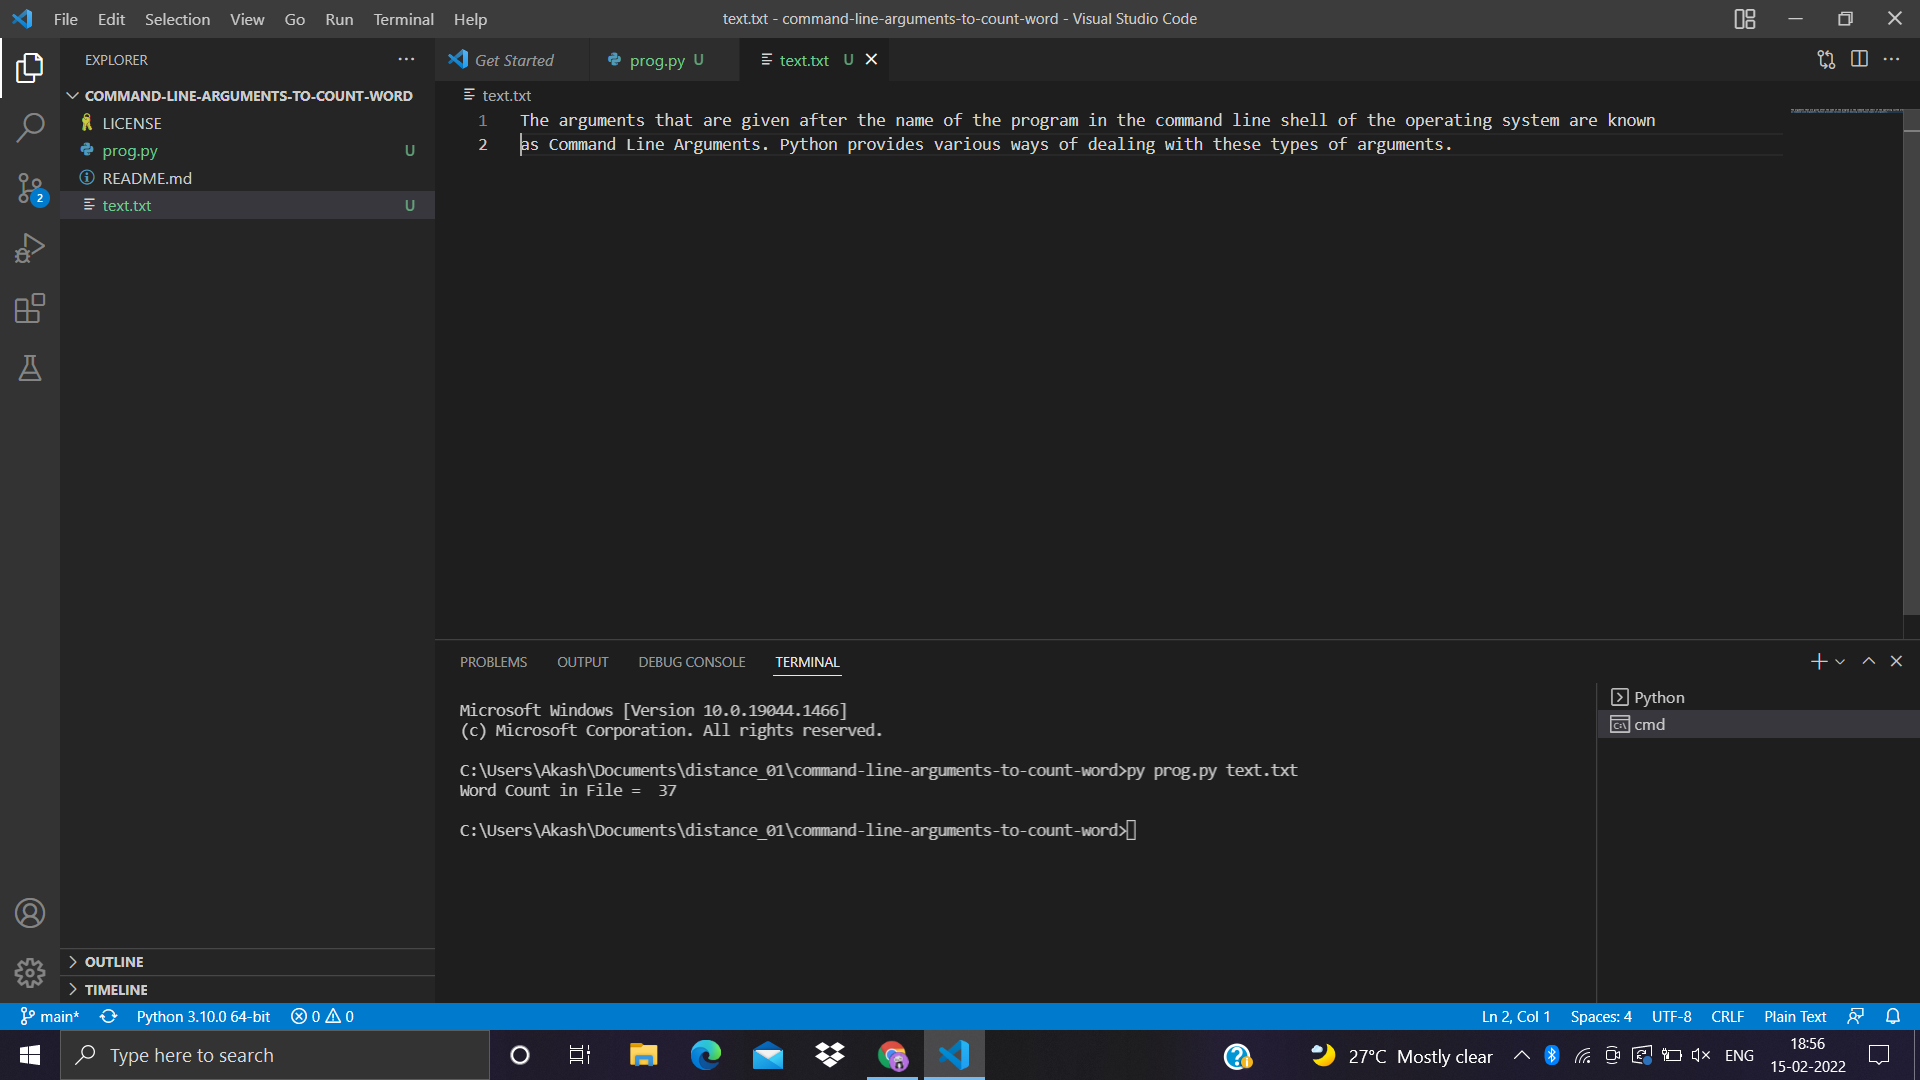 File Edit Selection View Go Run Terminal Help
text.txt - command-line-arguments-to-count-word - Visual Studio Code
EXPLORER
COMMAND-LINE-ARGUMENTS-TO-COUNT-WORD
LICENSE
prog.py U
README.md
text.txt U
2
Get Started
prog.py U
text.txt U
text.txt
1 The arguments that are given after the name of the program in the command line shell of the operating system are known
2 as Command Line Arguments. Python provides various ways of dealing with these types of arguments.
PROBLEMS OUTPUT DEBUG CONSOLE TERMINAL
Microsoft Windows [Version 10.0.19044.1466]
(c) Microsoft Corporation. All rights reserved.
C:\Users\Akash\Documents\distance_01\command-line-arguments-to-count-word>py prog.py text.txt
Word Count in File =  37
C:\Users\Akash\Documents\distance_01\command-line-arguments-to-count-word>
Python
cmd
OUTLINE
TIMELINE
main* Python 3.10.0 64-bit 0 0
Ln 2, Col 1 Spaces: 4 UTF-8 CRLF Plain Text
Type here to search
27°C Mostly clear
ENG
18:56
15-02-2022